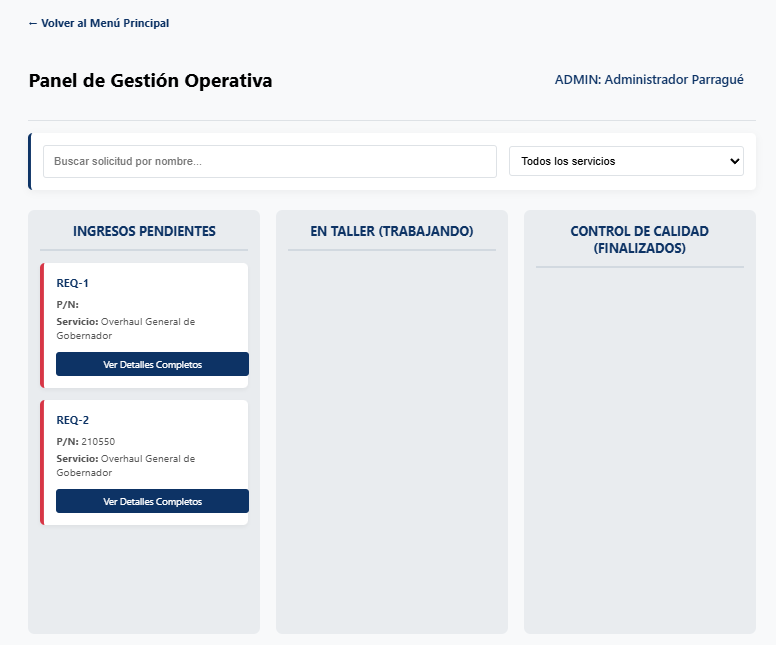 ← Volver al Menú Principal
Panel de Gestión Operativa
ADMIN: Administrador Parragué
Buscar solicitud por nombre...
Todos los servicios
INGRESOS PENDIENTES
REQ-1
P/N:
Servicio: Overhaul General de
Gobernador
Ver Detalles Completos
REQ-2
P/N: 210550
Servicio: Overhaul General de
Gobernador
Ver Detalles Completos
EN TALLER (TRABAJANDO)
CONTROL DE CALIDAD
(FINALIZADOS)